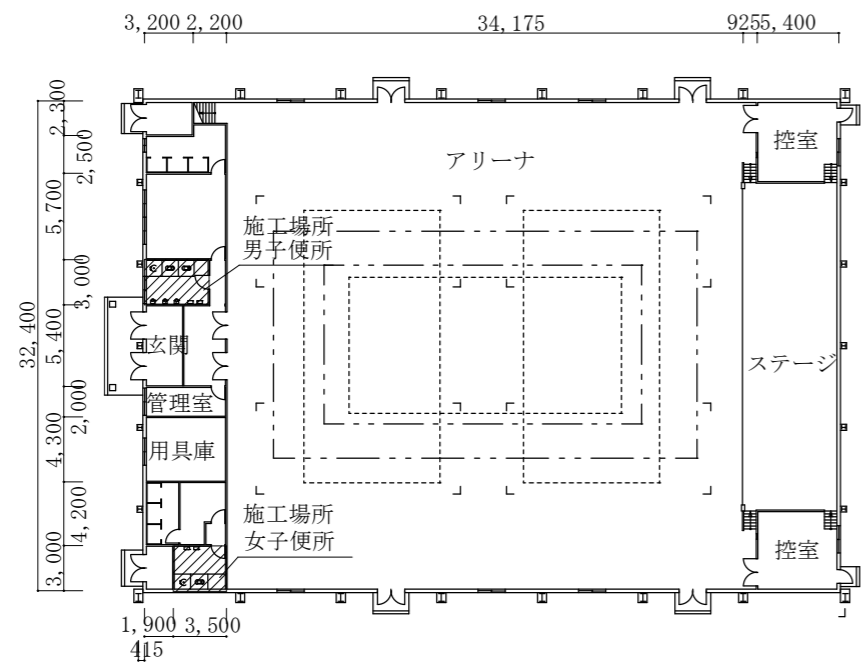 3,200 2,200 34,175 925 5,400
2,300
2,500
5,700
3,000
5,400
2,000
4,300
4,200
3,000
32,400
控室
アリーナ
施工場所
男子便所
玄関
ステージ
管理室
用具庫
施工場所
女子便所
控室
1,900 3,500
415